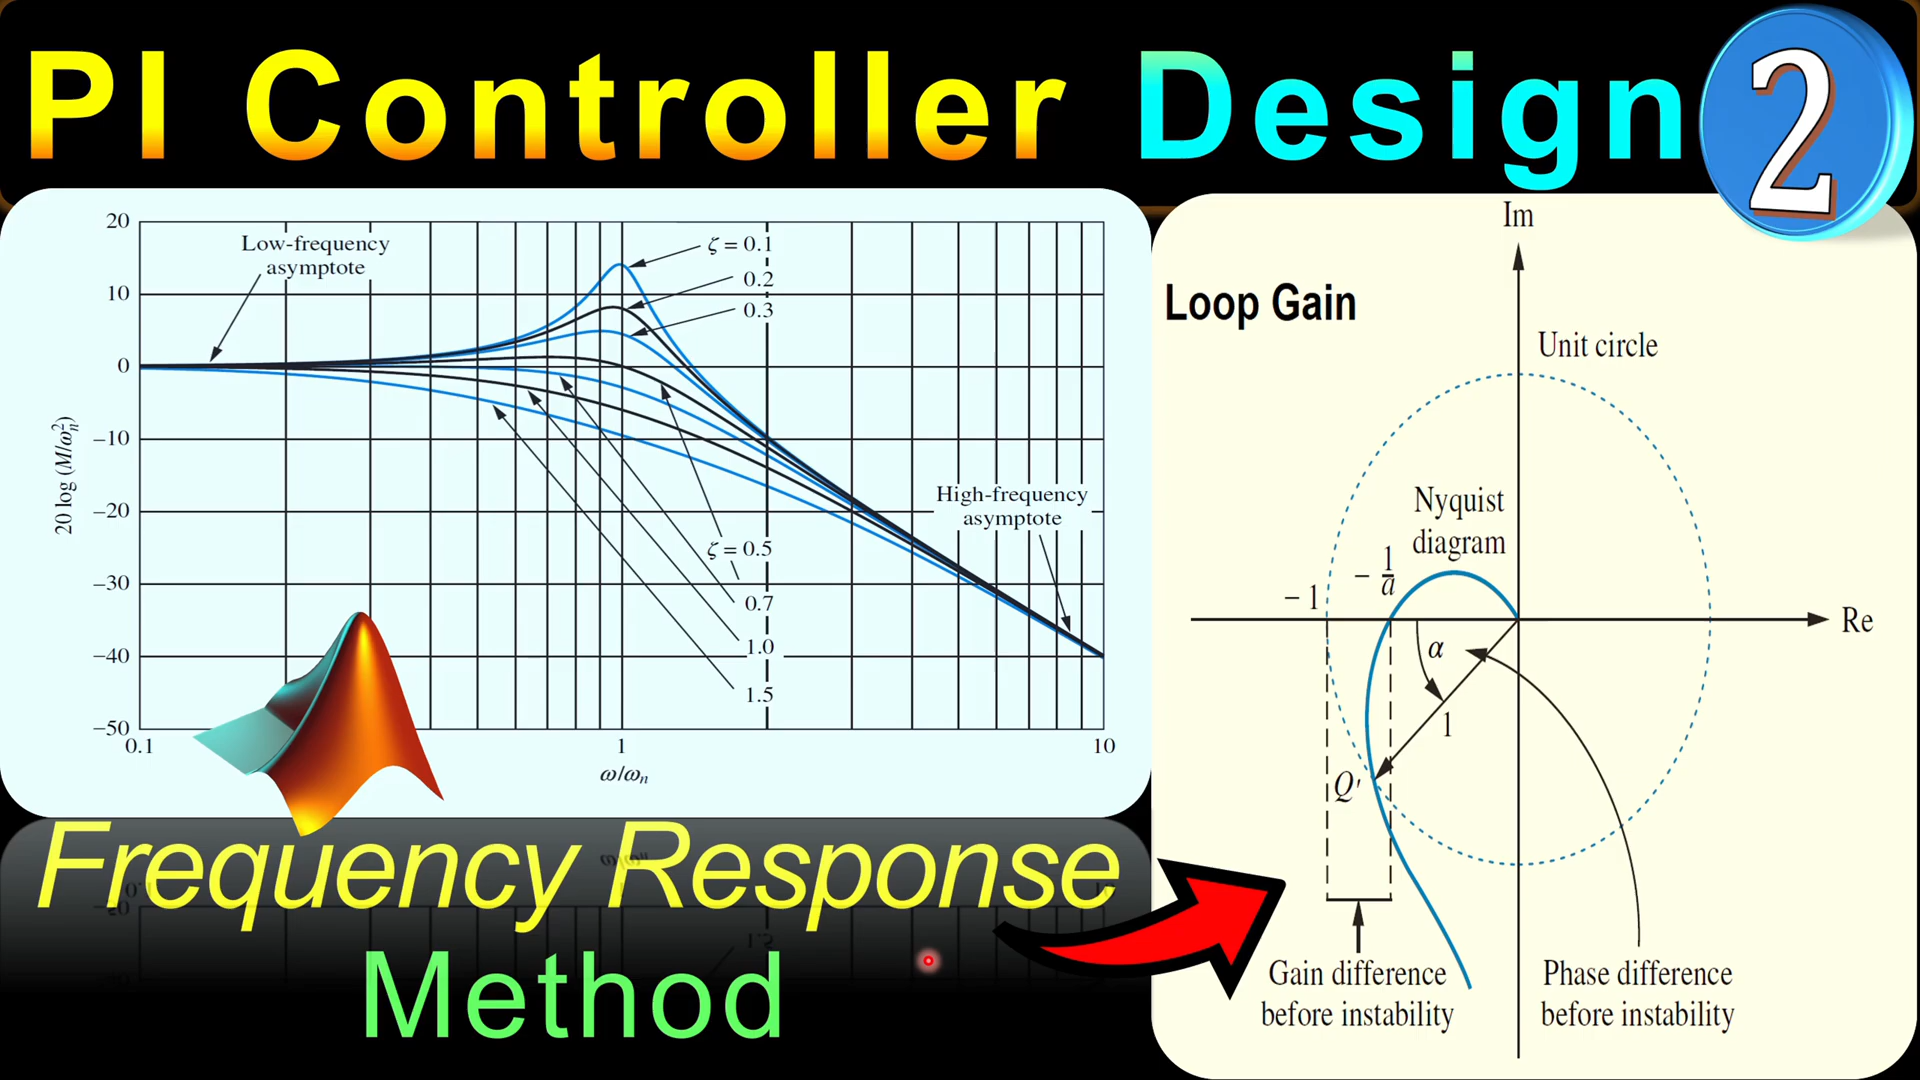 PI Controller Design 2
20
10
0
−10
−20
−30
−40
−50
20 log (M/ωn²)
Low-frequency
asymptote
ζ = 0.1
0.2
0.3
ζ = 0.5
0.7
1.0
1.5
High-frequency
asymptote
0.1
1
10
ω/ωn
Frequency Response
Method
Im
Loop Gain
Unit circle
Nyquist
diagram
− 1/a
− 1
Re
α
1
Q′
Gain difference
before instability
Phase difference
before instability